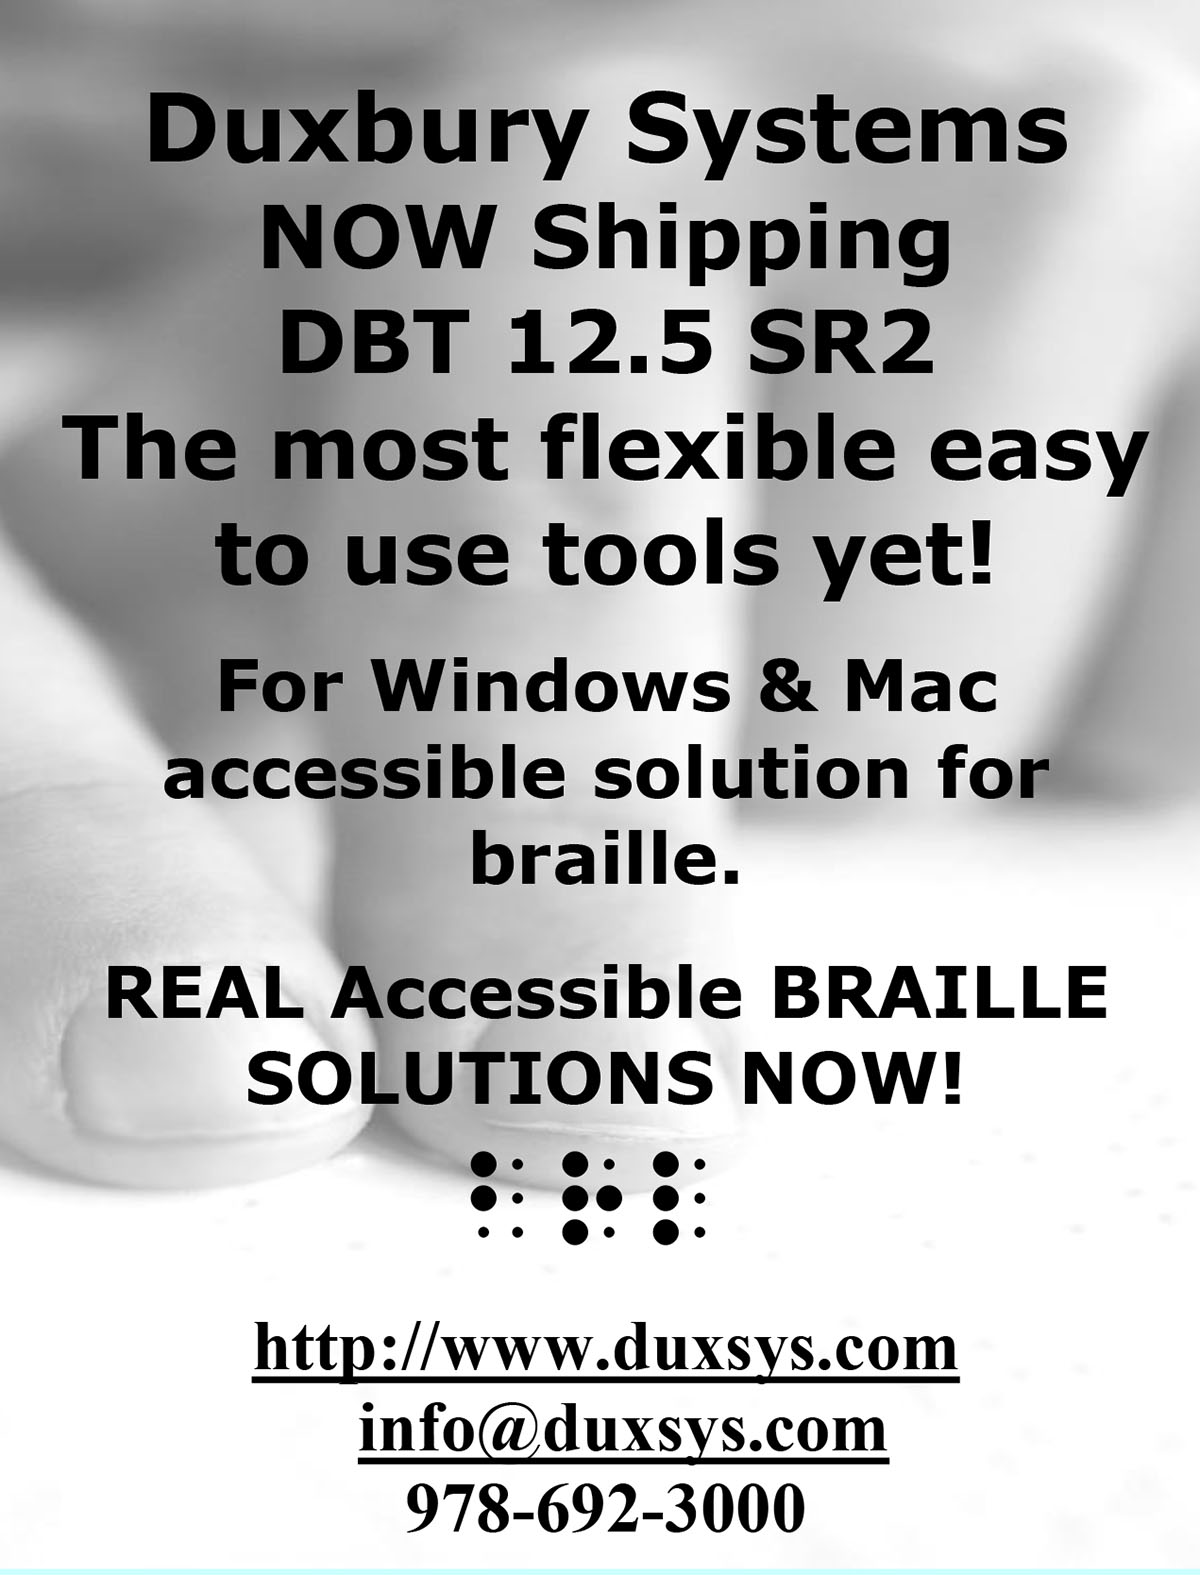 Duxbury Systems
NOW Shipping
DBT 12.5 SR2
The most flexible easy
to use tools yet!
For Windows & Mac
accessible solution for
braille.
REAL Accessible BRAILLE
SOLUTIONS NOW!
⠃⠗⠇
http://www.duxsys.com
info@duxsys.com
978-692-3000